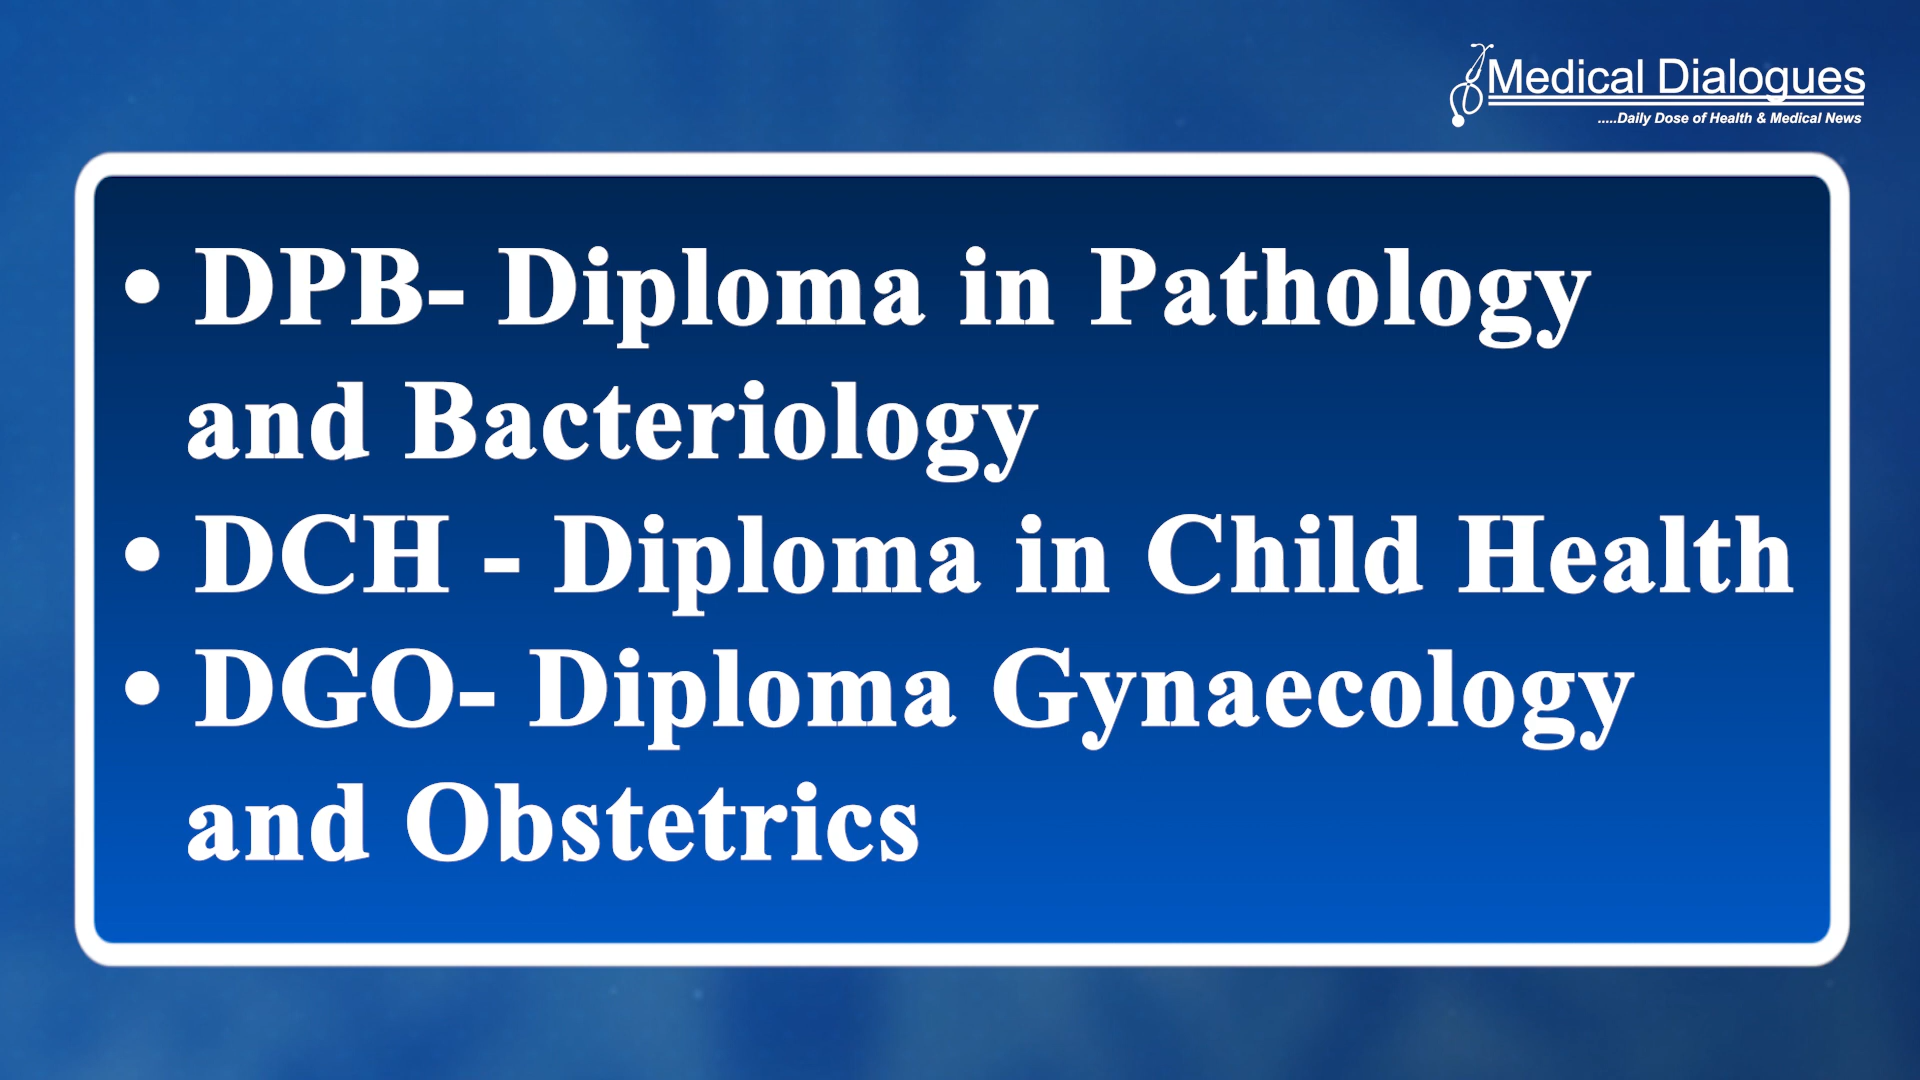 Medical Dialogues
.....Daily Dose of Health & Medical News
• DPB- Diploma in Pathology
and Bacteriology
• DCH - Diploma in Child Health
• DGO- Diploma Gynaecology
and Obstetrics